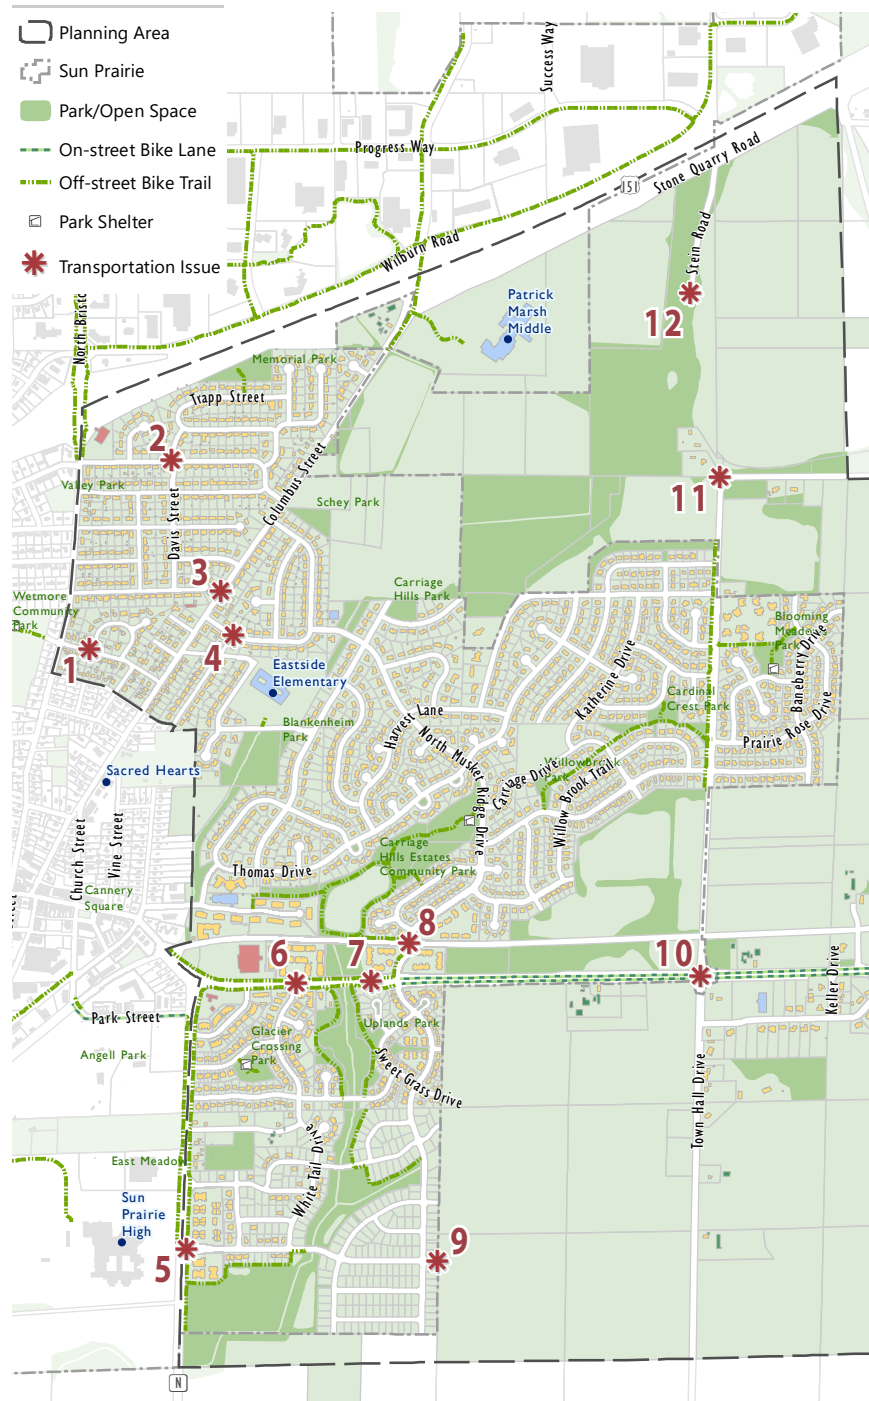 Planning Area
Sun Prairie
Park/Open Space
On-street Bike Lane
Off-street Bike Trail
Park Shelter
Transportation Issue
Success Way
Progress Way
151
Stone Quarry Road
Wilburn Road
Stein Road
12
North Bristo
Patrick
Marsh
Middle
Memorial Park
Trapp Street
2
Valley Park
Davis Street
Columbus Street
Schey Park
11
3
Wetmore
Community
Park
Carriage
Hills Park
1
4
Eastside
Elementary
Blooming
Meadows
Park
Baneberry Drive
Katherine Drive
Cardinal
Crest Park
Prairie Rose Drive
Harvest Lane
Blankenheim
Park
North Musket Ridge Drive
Sacred Hearts
Carriage Drive
Willowbrook
Park
Willow Brook Trail
Church Street
Vine Street
Thomas Drive
Carriage
Hills Estates
Community Park
Cannery
Square
8
6
7
10
Keller Drive
Park Street
Glacier
Crossing
Park
Uplands Park
Angell Park
Sweet Grass Drive
Town Hall Drive
White Tail Drive
East Meadow
Sun
Prairie
High
5
9
N